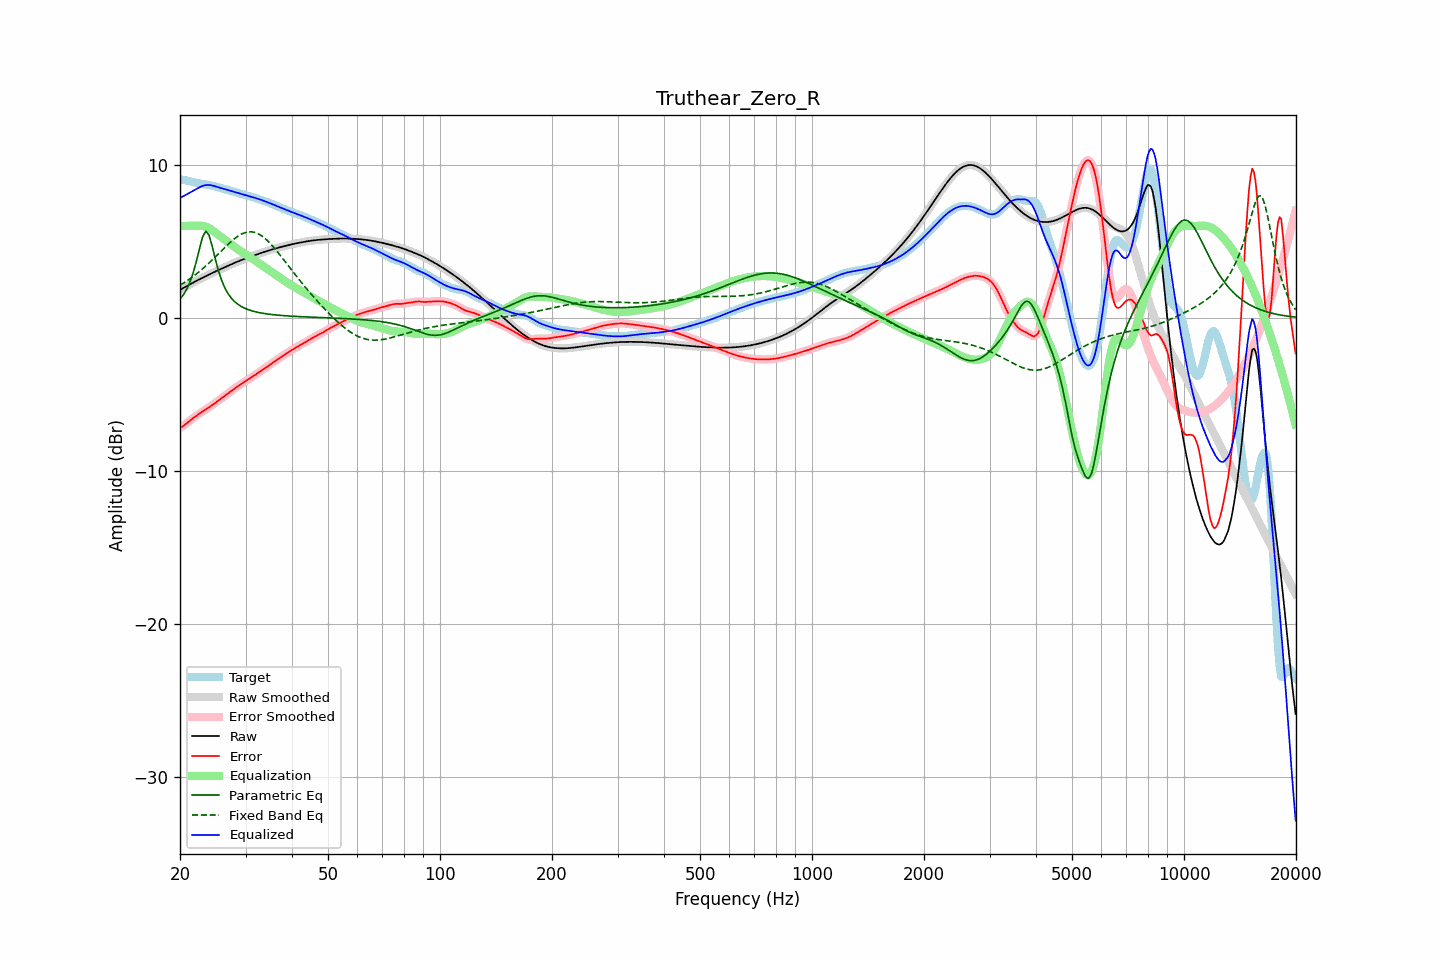 Truthear_Zero_R
Amplitude (dBr)
10
0
−10
−20
−30
Target
Raw Smoothed
Error Smoothed
Raw
Error
Equalization
Parametric Eq
Fixed Band Eq
Equalized
20 50 100 200 500 1000 2000 5000 10000 20000
Frequency (Hz)